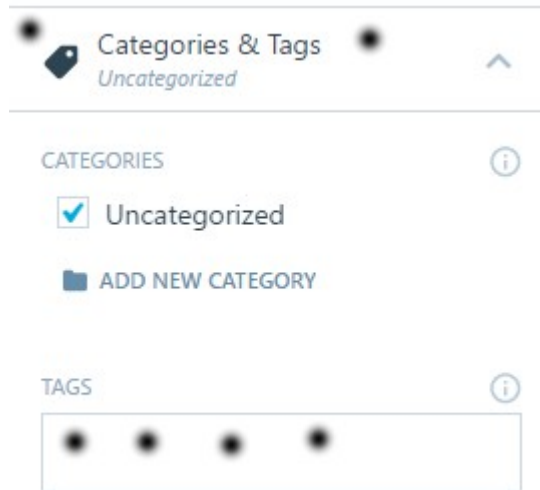 Categories & Tags
Uncategorized
CATEGORIES
Uncategorized
ADD NEW CATEGORY
TAGS